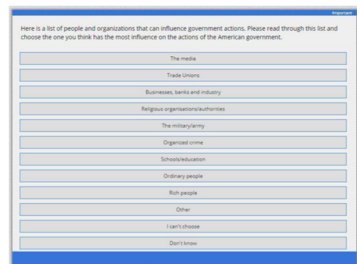 Important
Here is a list of people and organizations that can influence government actions. Please read through this list and
choose the one you think has the most influence on the actions of the American government.
The media
Trade Unions
Businesses, banks and industry
Religious organisations/authorities
The military/army
Organized crime
Schools/education
Ordinary people
Rich people
Other
I can't choose
Don't know